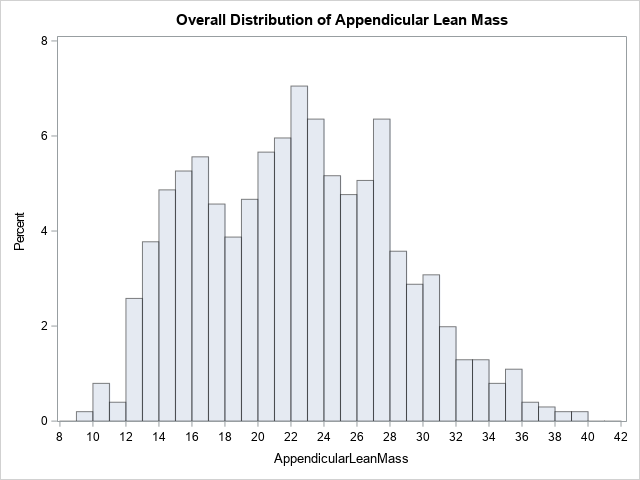 Overall Distribution of Appendicular Lean Mass
8
6
4
2
0
Percent
8 10 12 14 16 18 20 22 24 26 28 30 32 34 36 38 40 42
AppendicularLeanMass